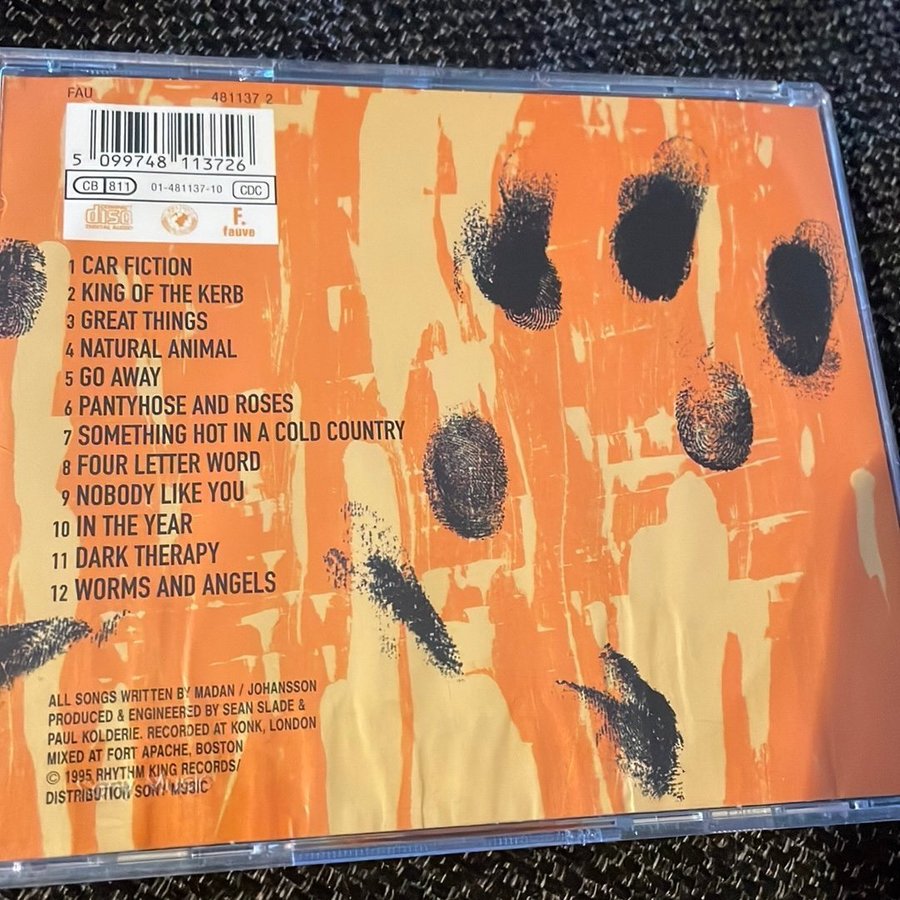 FAU 481137 2
5 099748 113726
CB 811 01-481137-10 CDC
disc
DIGITAL AUDIO
F.
fauve
1 CAR FICTION
2 KING OF THE KERB
3 GREAT THINGS
4 NATURAL ANIMAL
5 GO AWAY
6 PANTYHOSE AND ROSES
7 SOMETHING HOT IN A COLD COUNTRY
8 FOUR LETTER WORD
9 NOBODY LIKE YOU
10 IN THE YEAR
11 DARK THERAPY
12 WORMS AND ANGELS
ALL SONGS WRITTEN BY MADAN / JOHANSSON
PRODUCED & ENGINEERED BY SEAN SLADE &
PAUL KOLDERIE. RECORDED AT KONK, LONDON
MIXED AT FORT APACHE, BOSTON
© 1995 RHYTHM KING RECORDS/
DISTRIBUTION SONY MUSIC